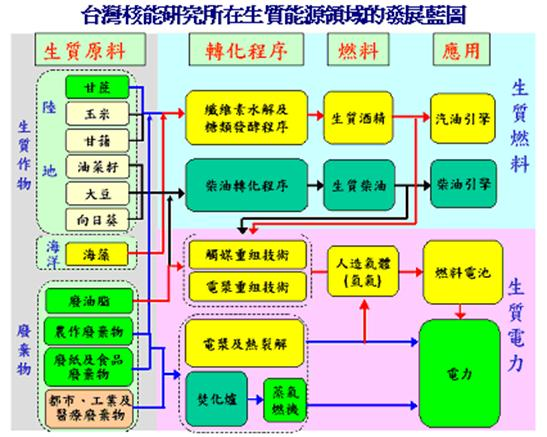 台灣核能研究所在生質能源領域的發展藍圖
生質原料
轉化程序
燃料
應用
生質作物
陸地
甘蔗
玉米
甘藷
油菜籽
大豆
向日葵
海洋
海藻
廢棄物
廢油脂
農作廢棄物
廢紙及食品
廢棄物
都市、工業及
醫療廢棄物
纖维素水解及
糖類發酵程序
生質酒精
汽油引擎
柴油轉化程序
生質柴油
柴油引擎
生質燃料
觸媒重組技術
電漿重組技術
人造氣體
(氫氣)
燃料電池
電漿及熱裂解
焚化爐
蒸氣
燃機
電力
生質電力